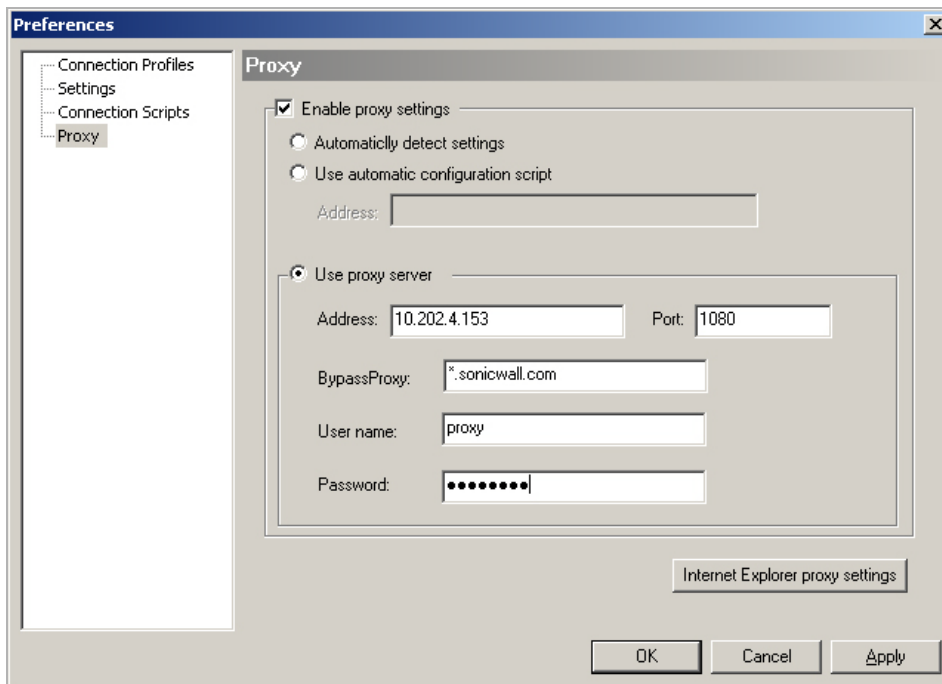 Preferences
Connection Profiles
Settings
Connection Scripts
Proxy
Proxy
Enable proxy settings
Automaticlly detect settings
Use automatic configuration script
Address:
Use proxy server
Address: 10.202.4.153 Port: 1080
BypassProxy: *.sonicwall.com
User name: proxy
Password: ●●●●●●●●
Internet Explorer proxy settings
OK Cancel Apply